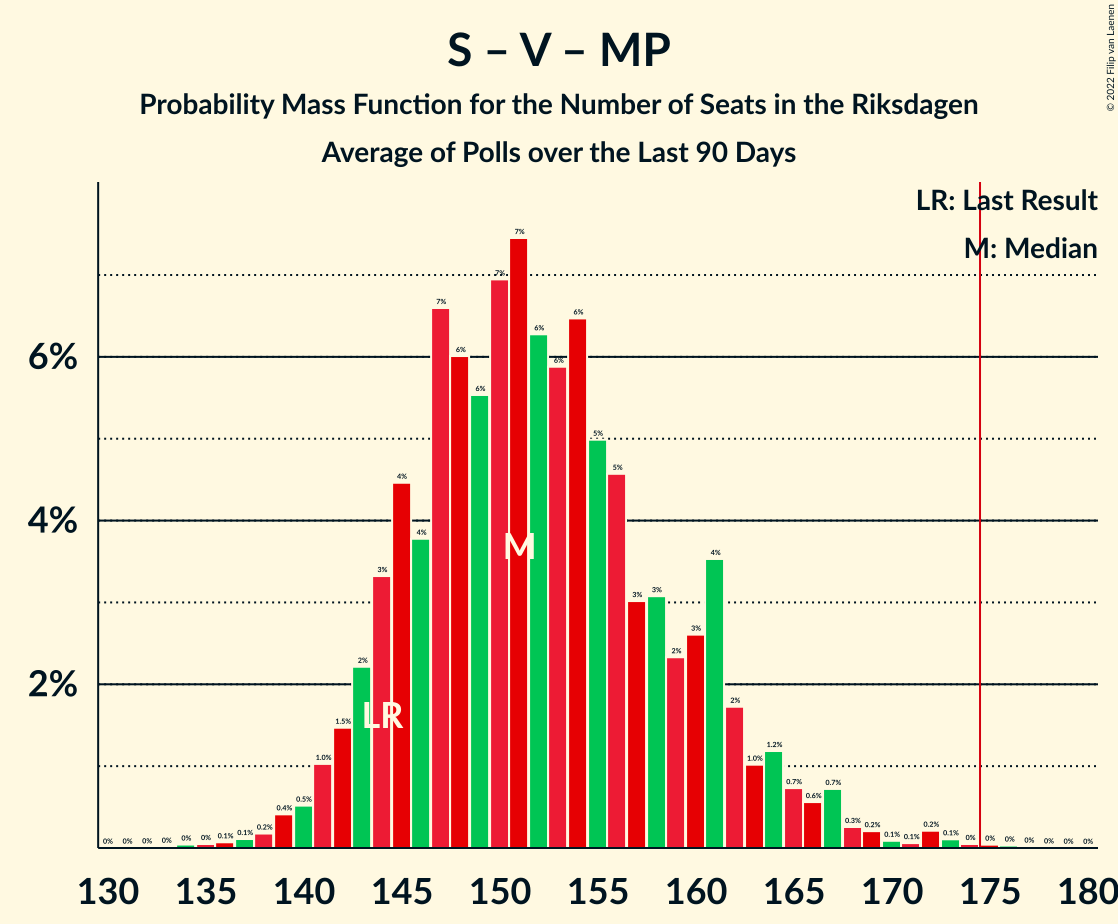 S – V – MP
Probability Mass Function for the Number of Seats in the Riksdagen
Average of Polls over the Last 90 Days
© 2022 Filip van Laenen
LR: Last Result
M: Median
6%
4%
2%
0% 0% 0% 0% 0% 0% 0.1% 0.1% 0.2% 0.4% 0.5% 1.0% 1.5% 2% 3% 4% 4% 7% 6% 6% 7% 7% 6% 6% 6% 5% 5% 3% 3% 2% 3% 4% 2% 1.0% 1.2% 0.7% 0.6% 0.7% 0.3% 0.2% 0.1% 0.1% 0.2% 0.1% 0% 0% 0% 0% 0% 0% 0%
LR
M
130 135 140 145 150 155 160 165 170 175 180